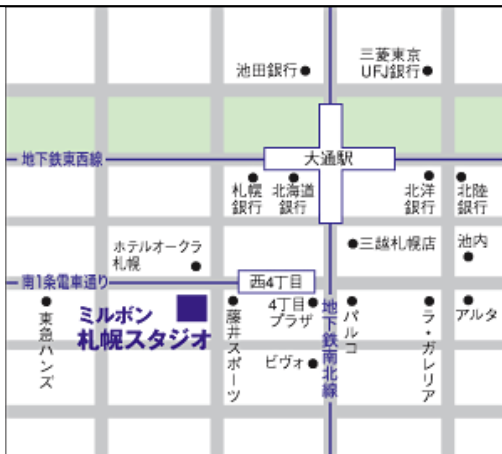 池田銀行
三菱東京
UFJ銀行
地下鉄東西線
大通駅
札幌
銀行
北海道
銀行
北洋
銀行
北陸
銀行
ホテルオークラ
札幌
三越札幌店
池内
南1条電車通り
西4丁目
東急ハンズ
ミルボン
札幌スタジオ
藤井スポーツ
4丁目
プラザ
地下鉄南北線
パルコ
ラ・ガレリア
アルタ
ビヴォ